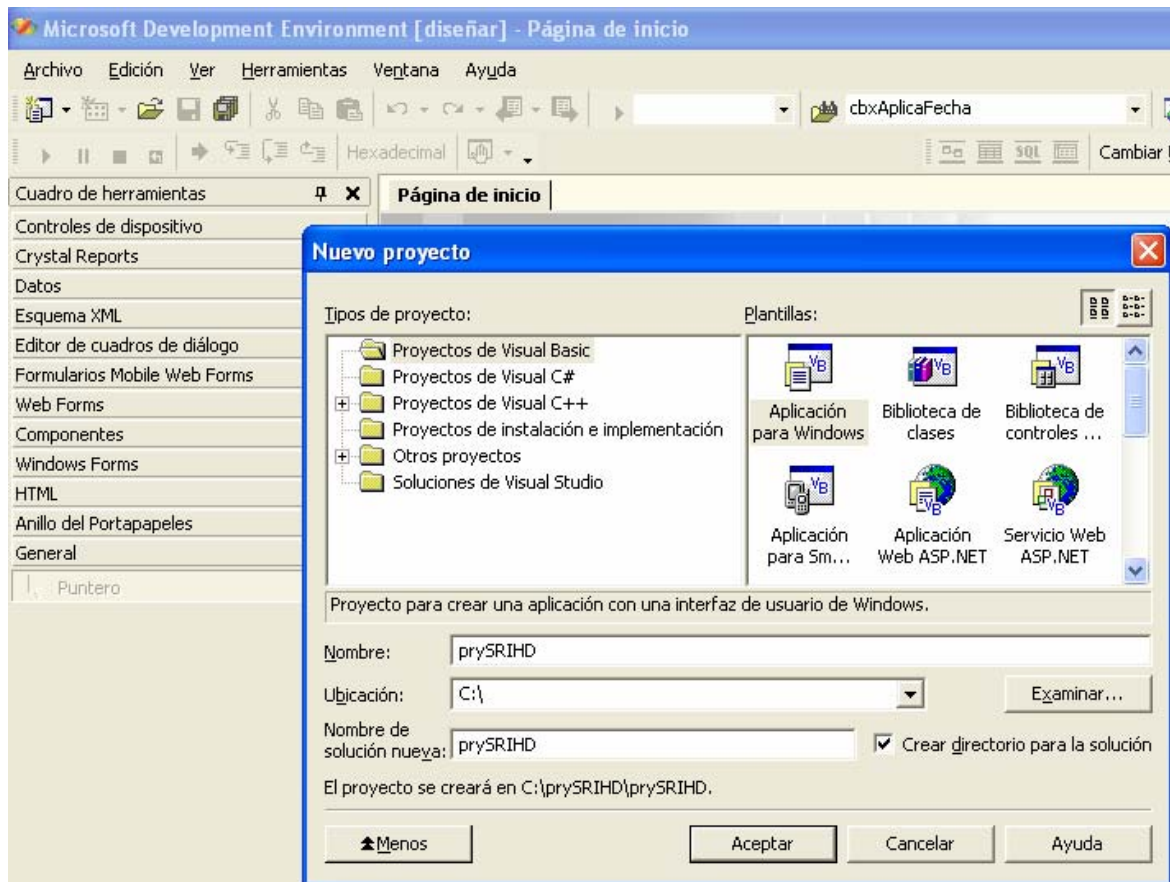 Microsoft Development Environment [diseñar] - Página de inicio
Archivo Edición Ver Herramientas Ventana Ayuda
cbxAplicaFecha
Hexadecimal
SQL
Cambiar
Cuadro de herramientas
Página de inicio
Controles de dispositivo
Crystal Reports
Datos
Esquema XML
Editor de cuadros de diálogo
Formularios Mobile Web Forms
Web Forms
Componentes
Windows Forms
HTML
Anillo del Portapapeles
General
Puntero
Nuevo proyecto
Tipos de proyecto:
Proyectos de Visual Basic
Proyectos de Visual C#
Proyectos de Visual C++
Proyectos de instalación e implementación
Otros proyectos
Soluciones de Visual Studio
Plantillas:
Aplicación para Windows
Biblioteca de clases
Biblioteca de controles ...
Aplicación para Sm...
Aplicación Web ASP.NET
Servicio Web ASP.NET
Proyecto para crear una aplicación con una interfaz de usuario de Windows.
Nombre: prySRIHD
Ubicación: C:\ Examinar...
Nombre de solución nueva: prySRIHD Crear directorio para la solución
El proyecto se creará en C:\prySRIHD\prySRIHD.
Menos Aceptar Cancelar Ayuda